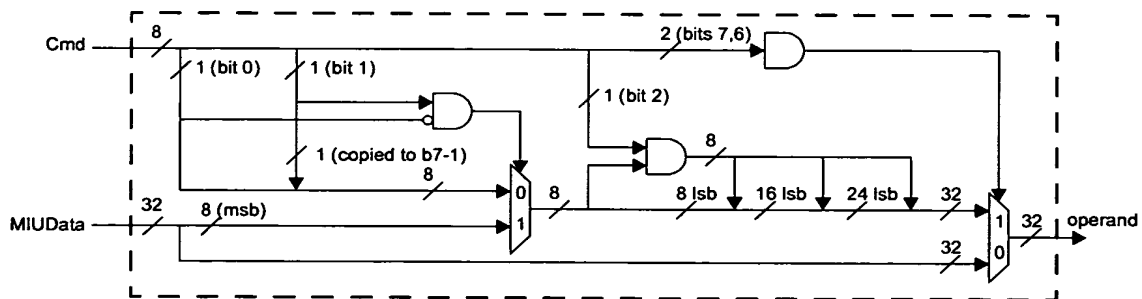 Cmd
8
2 (bits 7,6)
1 (bit 0)
1 (bit 1)
1 (bit 2)
1 (copied to b7-1)
8
8
0
1
8
8 lsb
16 lsb
24 lsb
32
1
0
32
operand
MIUData
32
8 (msb)
32